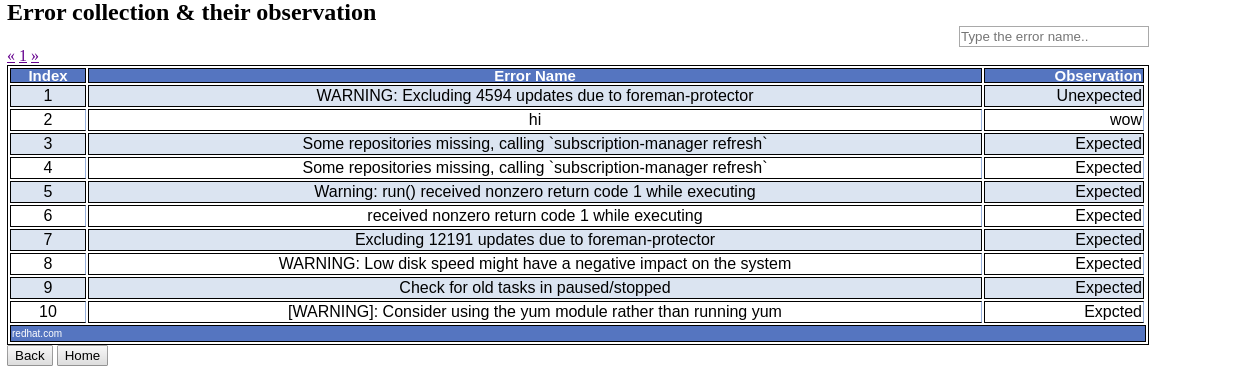 Error collection & their observation
Type the error name..
« 1 »
Index Error Name Observation
1 WARNING: Excluding 4594 updates due to foreman-protector Unexpected
2 hi wow
3 Some repositories missing, calling `subscription-manager refresh` Expected
4 Some repositories missing, calling `subscription-manager refresh` Expected
5 Warning: run() received nonzero return code 1 while executing Expected
6 received nonzero return code 1 while executing Expected
7 Excluding 12191 updates due to foreman-protector Expected
8 WARNING: Low disk speed might have a negative impact on the system Expected
9 Check for old tasks in paused/stopped Expected
10 [WARNING]: Consider using the yum module rather than running yum Expcted
redhat.com
Back Home